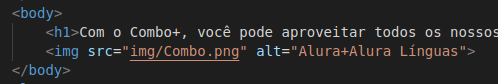 <body>
<h1>Com o Combo+, você pode aproveitar todos os nossos
<img src="img/Combo.png" alt="Alura+Alura Línguas">
</body>